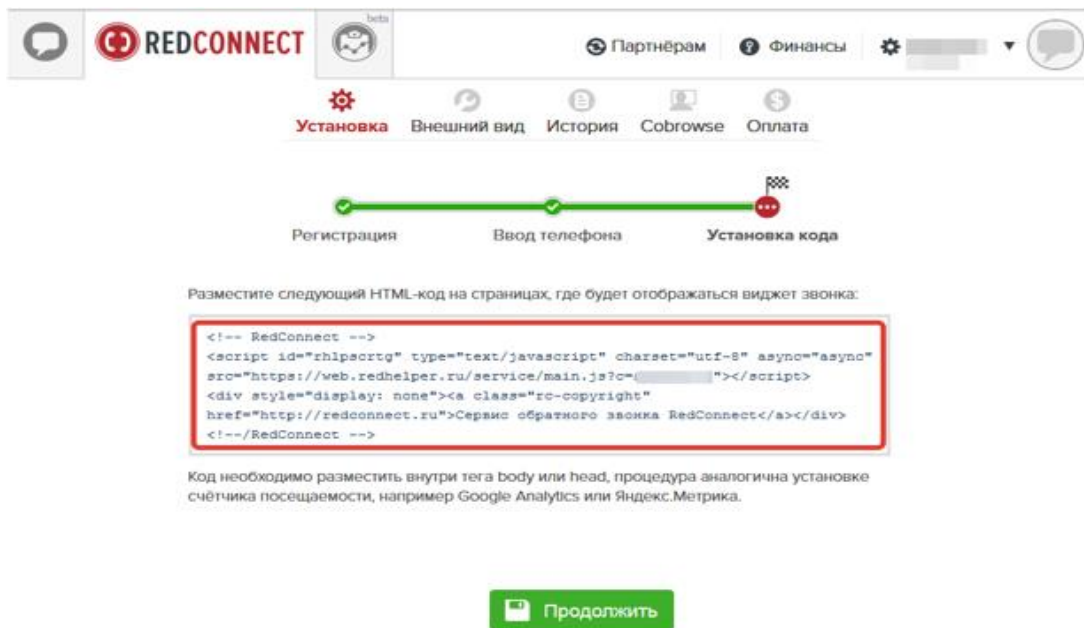 beta
REDCONNECT
Партнёрам
Финансы
Установка Внешний вид История Cobrowse Оплата
Регистрация Ввод телефона Установка кода
Разместите следующий HTML-код на страницах, где будет отображаться виджет звонка:
<!-- RedConnect -->
<script id="rhlpscrtg" type="text/javascript" charset="utf-8" async="async"
src="https://web.redhelper.ru/service/main.js?c= "></script>
<div style="display: none"><a class="rc-copyright"
href="http://redconnect.ru">Сервис обратного звонка RedConnect</a></div>
<!--/RedConnect -->
Код необходимо разместить внутри тега body или head, процедура аналогична установке
счётчика посещаемости, например Google Analytics или Яндекс.Метрика.
Продолжить